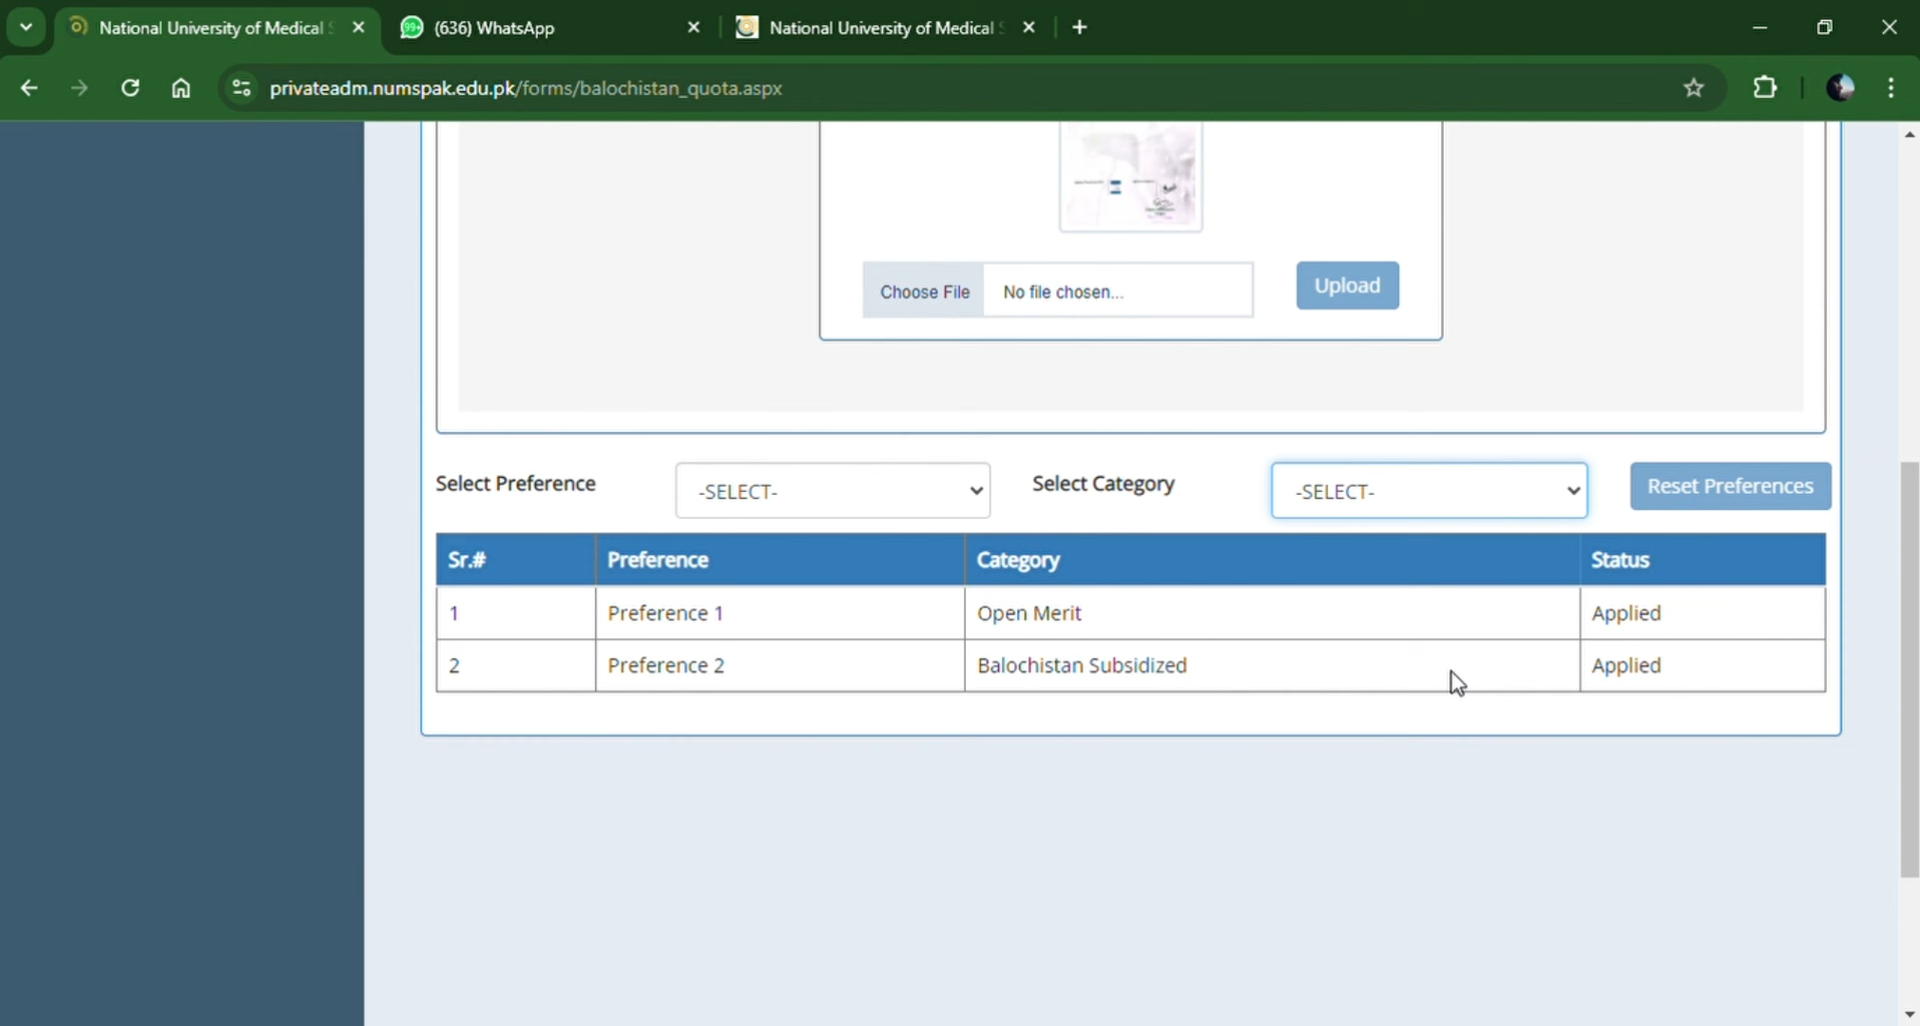 National University of Medical S
(636) WhatsApp
National University of Medical S
privateadm.numspak.edu.pk/forms/balochistan_quota.aspx
Choose File No file chosen... Upload
Select Preference -SELECT- Select Category -SELECT- Reset Preferences
Sr.# Preference Category Status
1 Preference 1 Open Merit Applied
2 Preference 2 Balochistan Subsidized Applied